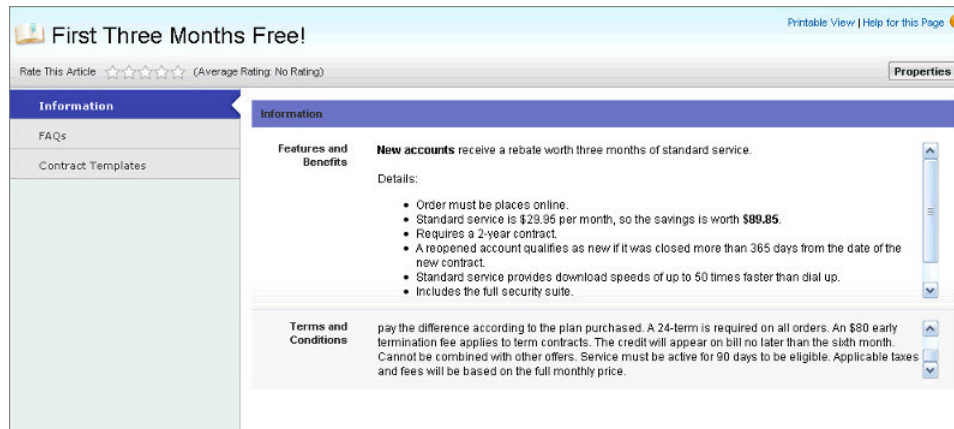 Printable View | Help for this Page
First Three Months Free!
Rate This Article (Average Rating: No Rating)
Properties
Information
FAQs
Contract Templates
Information
Features and
Benefits
New accounts receive a rebate worth three months of standard service.
Details:
• Order must be places online.
• Standard service is $29.95 per month, so the savings is worth $89.85.
• Requires a 2-year contract.
• A reopened account qualifies as new if it was closed more than 365 days from the date of the
new contract.
• Standard service provides download speeds of up to 50 times faster than dial up.
• Includes the full security suite.
Terms and
Conditions
pay the difference according to the plan purchased. A 24-term is required on all orders. An $80 early
termination fee applies to term contracts. The credit will appear on bill no later than the sixth month.
Cannot be combined with other offers. Service must be active for 90 days to be eligible. Applicable taxes
and fees will be based on the full monthly price.